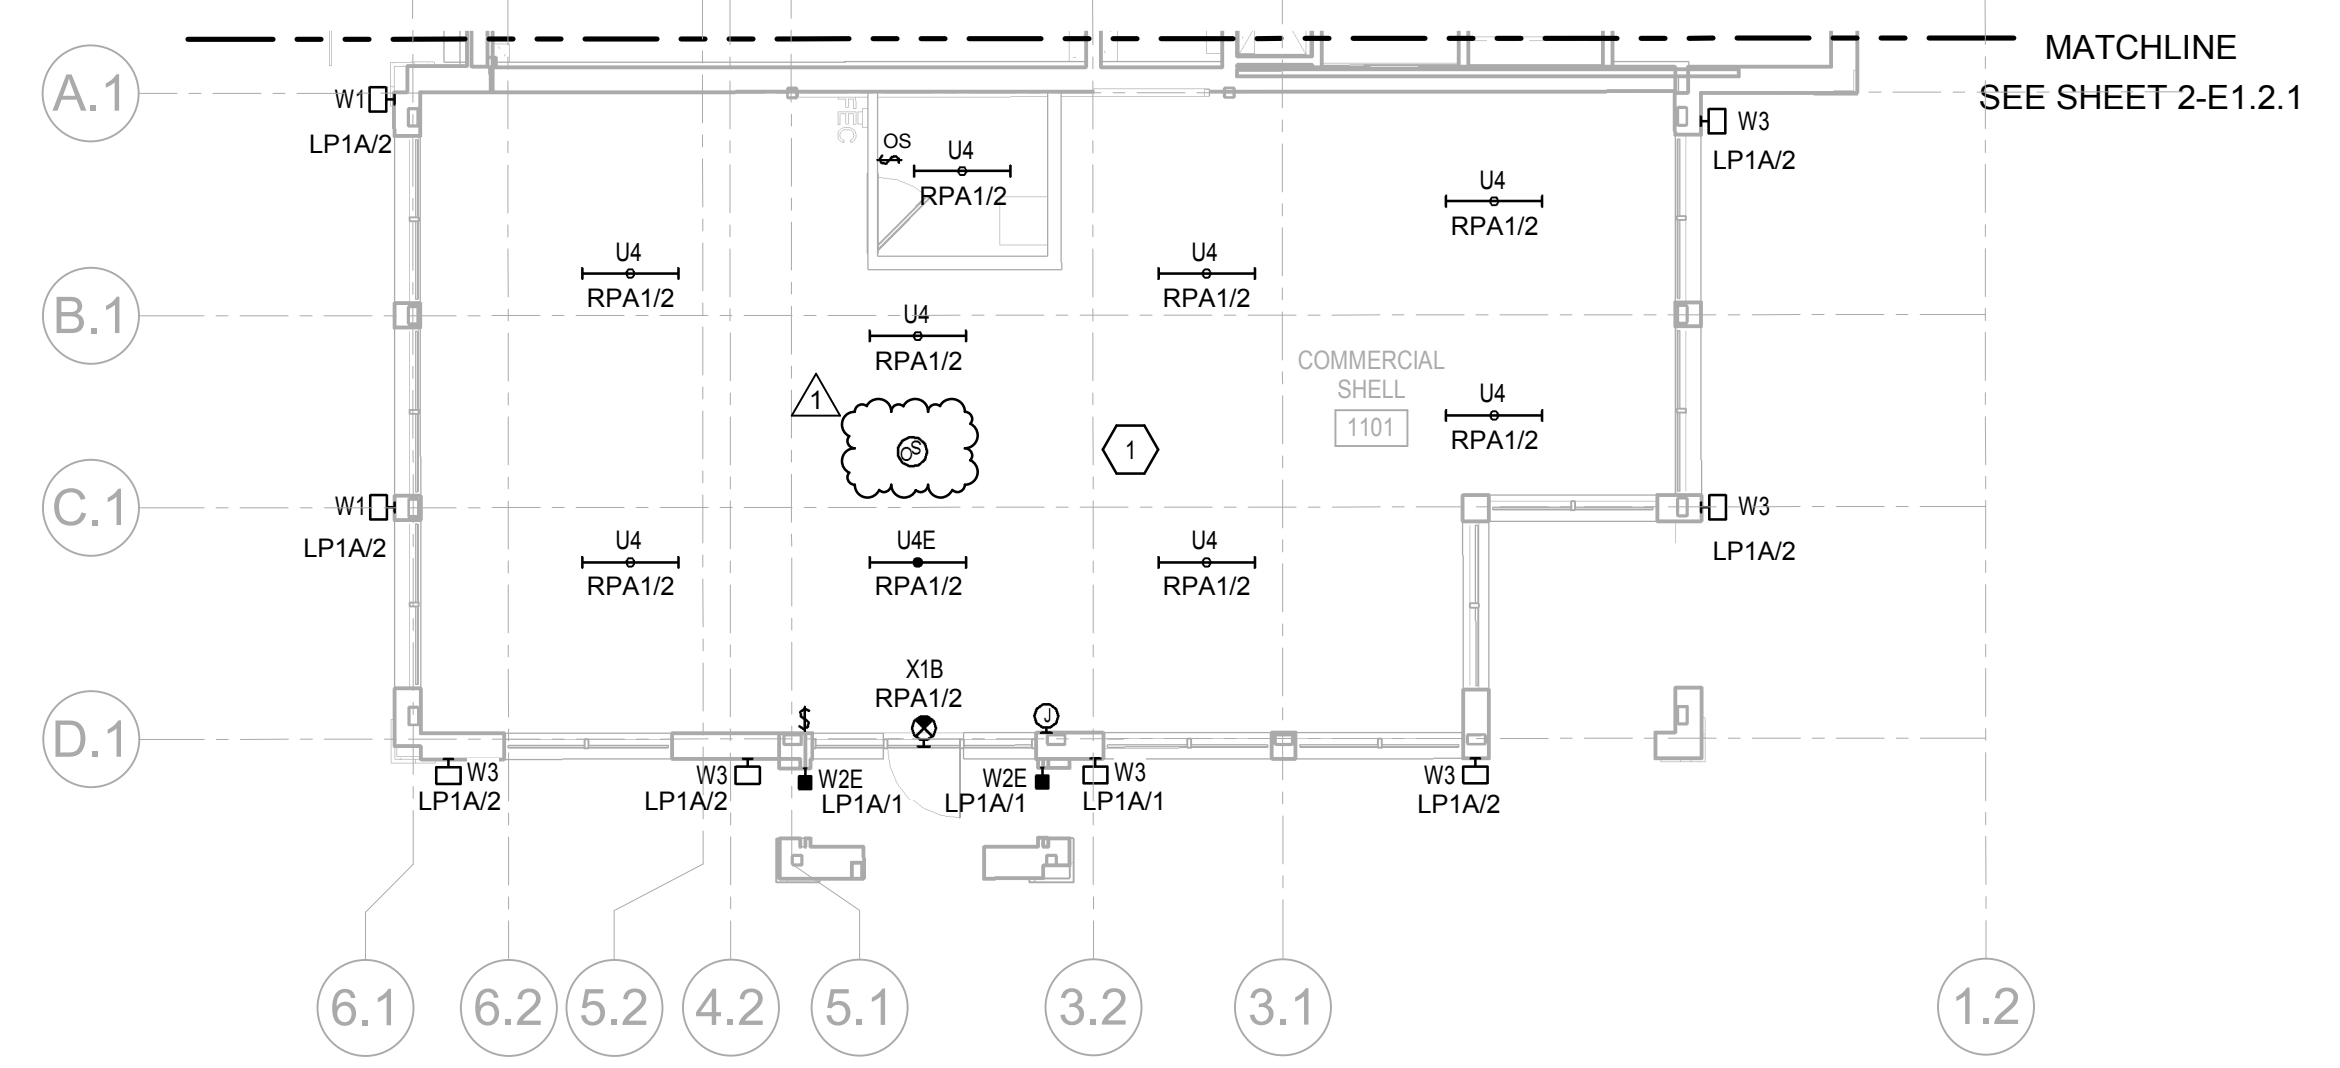 MATCHLINE
SEE SHEET 2-E1.2.1
A.1
W1
LP1A/2
FEC
OS
U4
RPA1/2
W3
LP1A/2
U4
RPA1/2
U4
RPA1/2
U4
RPA1/2
B.1
U4
RPA1/2
COMMERCIAL
SHELL
1101
1
OS
1
U4
RPA1/2
C.1
W1
LP1A/2
W3
LP1A/2
U4
RPA1/2
U4E
RPA1/2
U4
RPA1/2
X1B
RPA1/2
D.1
$
J
W3
LP1A/2
W3
LP1A/2
W2E
LP1A/1
W2E
LP1A/1
W3
LP1A/1
W3
LP1A/2
6.1
6.2
5.2
4.2
5.1
3.2
3.1
1.2